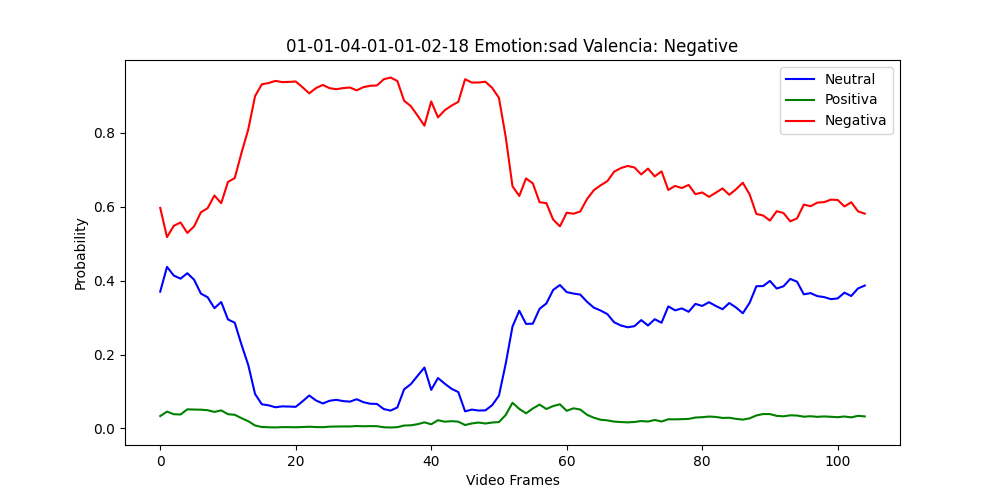 01-01-04-01-01-02-18 Emotion:sad Valencia: Negative
Neutral
Positiva
Negativa
Probability
0.8
0.6
0.4
0.2
0.0
0 20 40 60 80 100
Video Frames